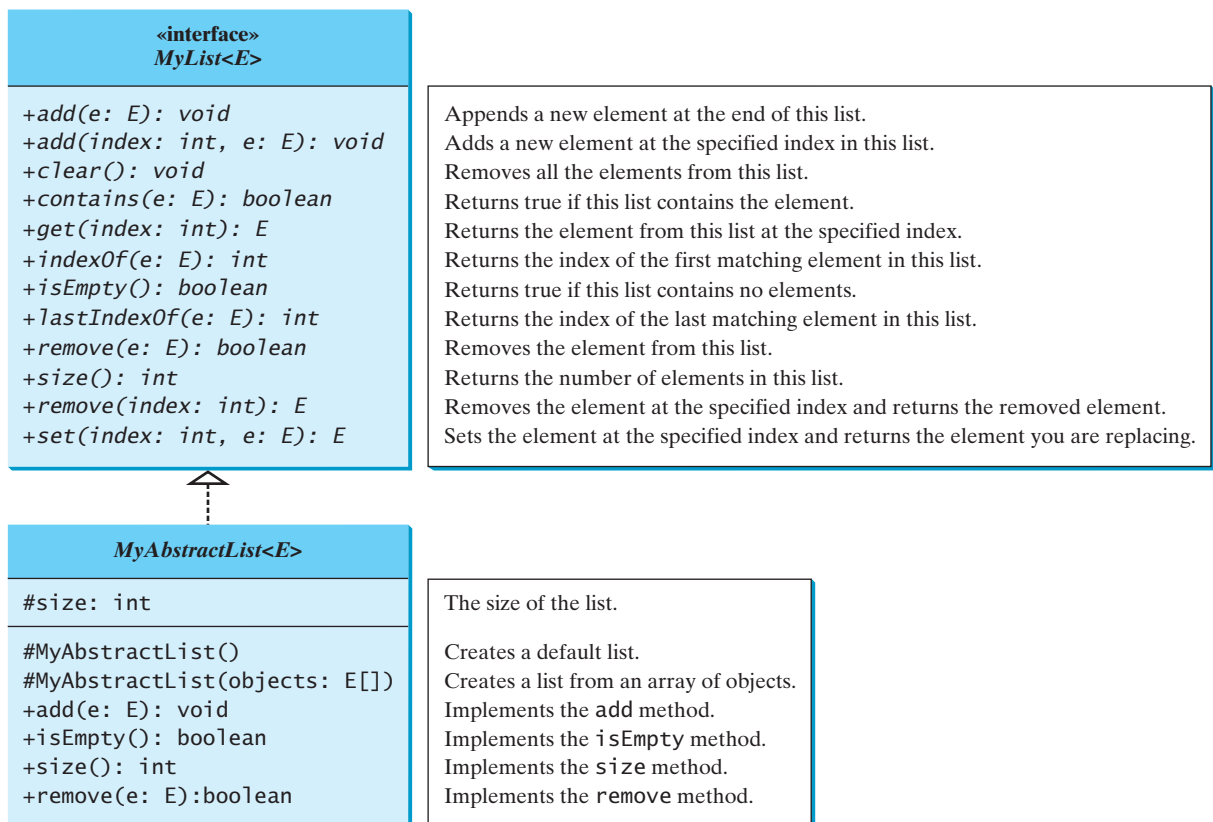 «interface»
MyList<E>
+add(e: E): void
+add(index: int, e: E): void
+clear(): void
+contains(e: E): boolean
+get(index: int): E
+indexOf(e: E): int
+isEmpty(): boolean
+lastIndexOf(e: E): int
+remove(e: E): boolean
+size(): int
+remove(index: int): E
+set(index: int, e: E): E
Appends a new element at the end of this list.
Adds a new element at the specified index in this list.
Removes all the elements from this list.
Returns true if this list contains the element.
Returns the element from this list at the specified index.
Returns the index of the first matching element in this list.
Returns true if this list contains no elements.
Returns the index of the last matching element in this list.
Removes the element from this list.
Returns the number of elements in this list.
Removes the element at the specified index and returns the removed element.
Sets the element at the specified index and returns the element you are replacing.
MyAbstractList<E>
#size: int
#MyAbstractList()
#MyAbstractList(objects: E[])
+add(e: E): void
+isEmpty(): boolean
+size(): int
+remove(e: E):boolean
The size of the list.
Creates a default list.
Creates a list from an array of objects.
Implements the add method.
Implements the isEmpty method.
Implements the size method.
Implements the remove method.